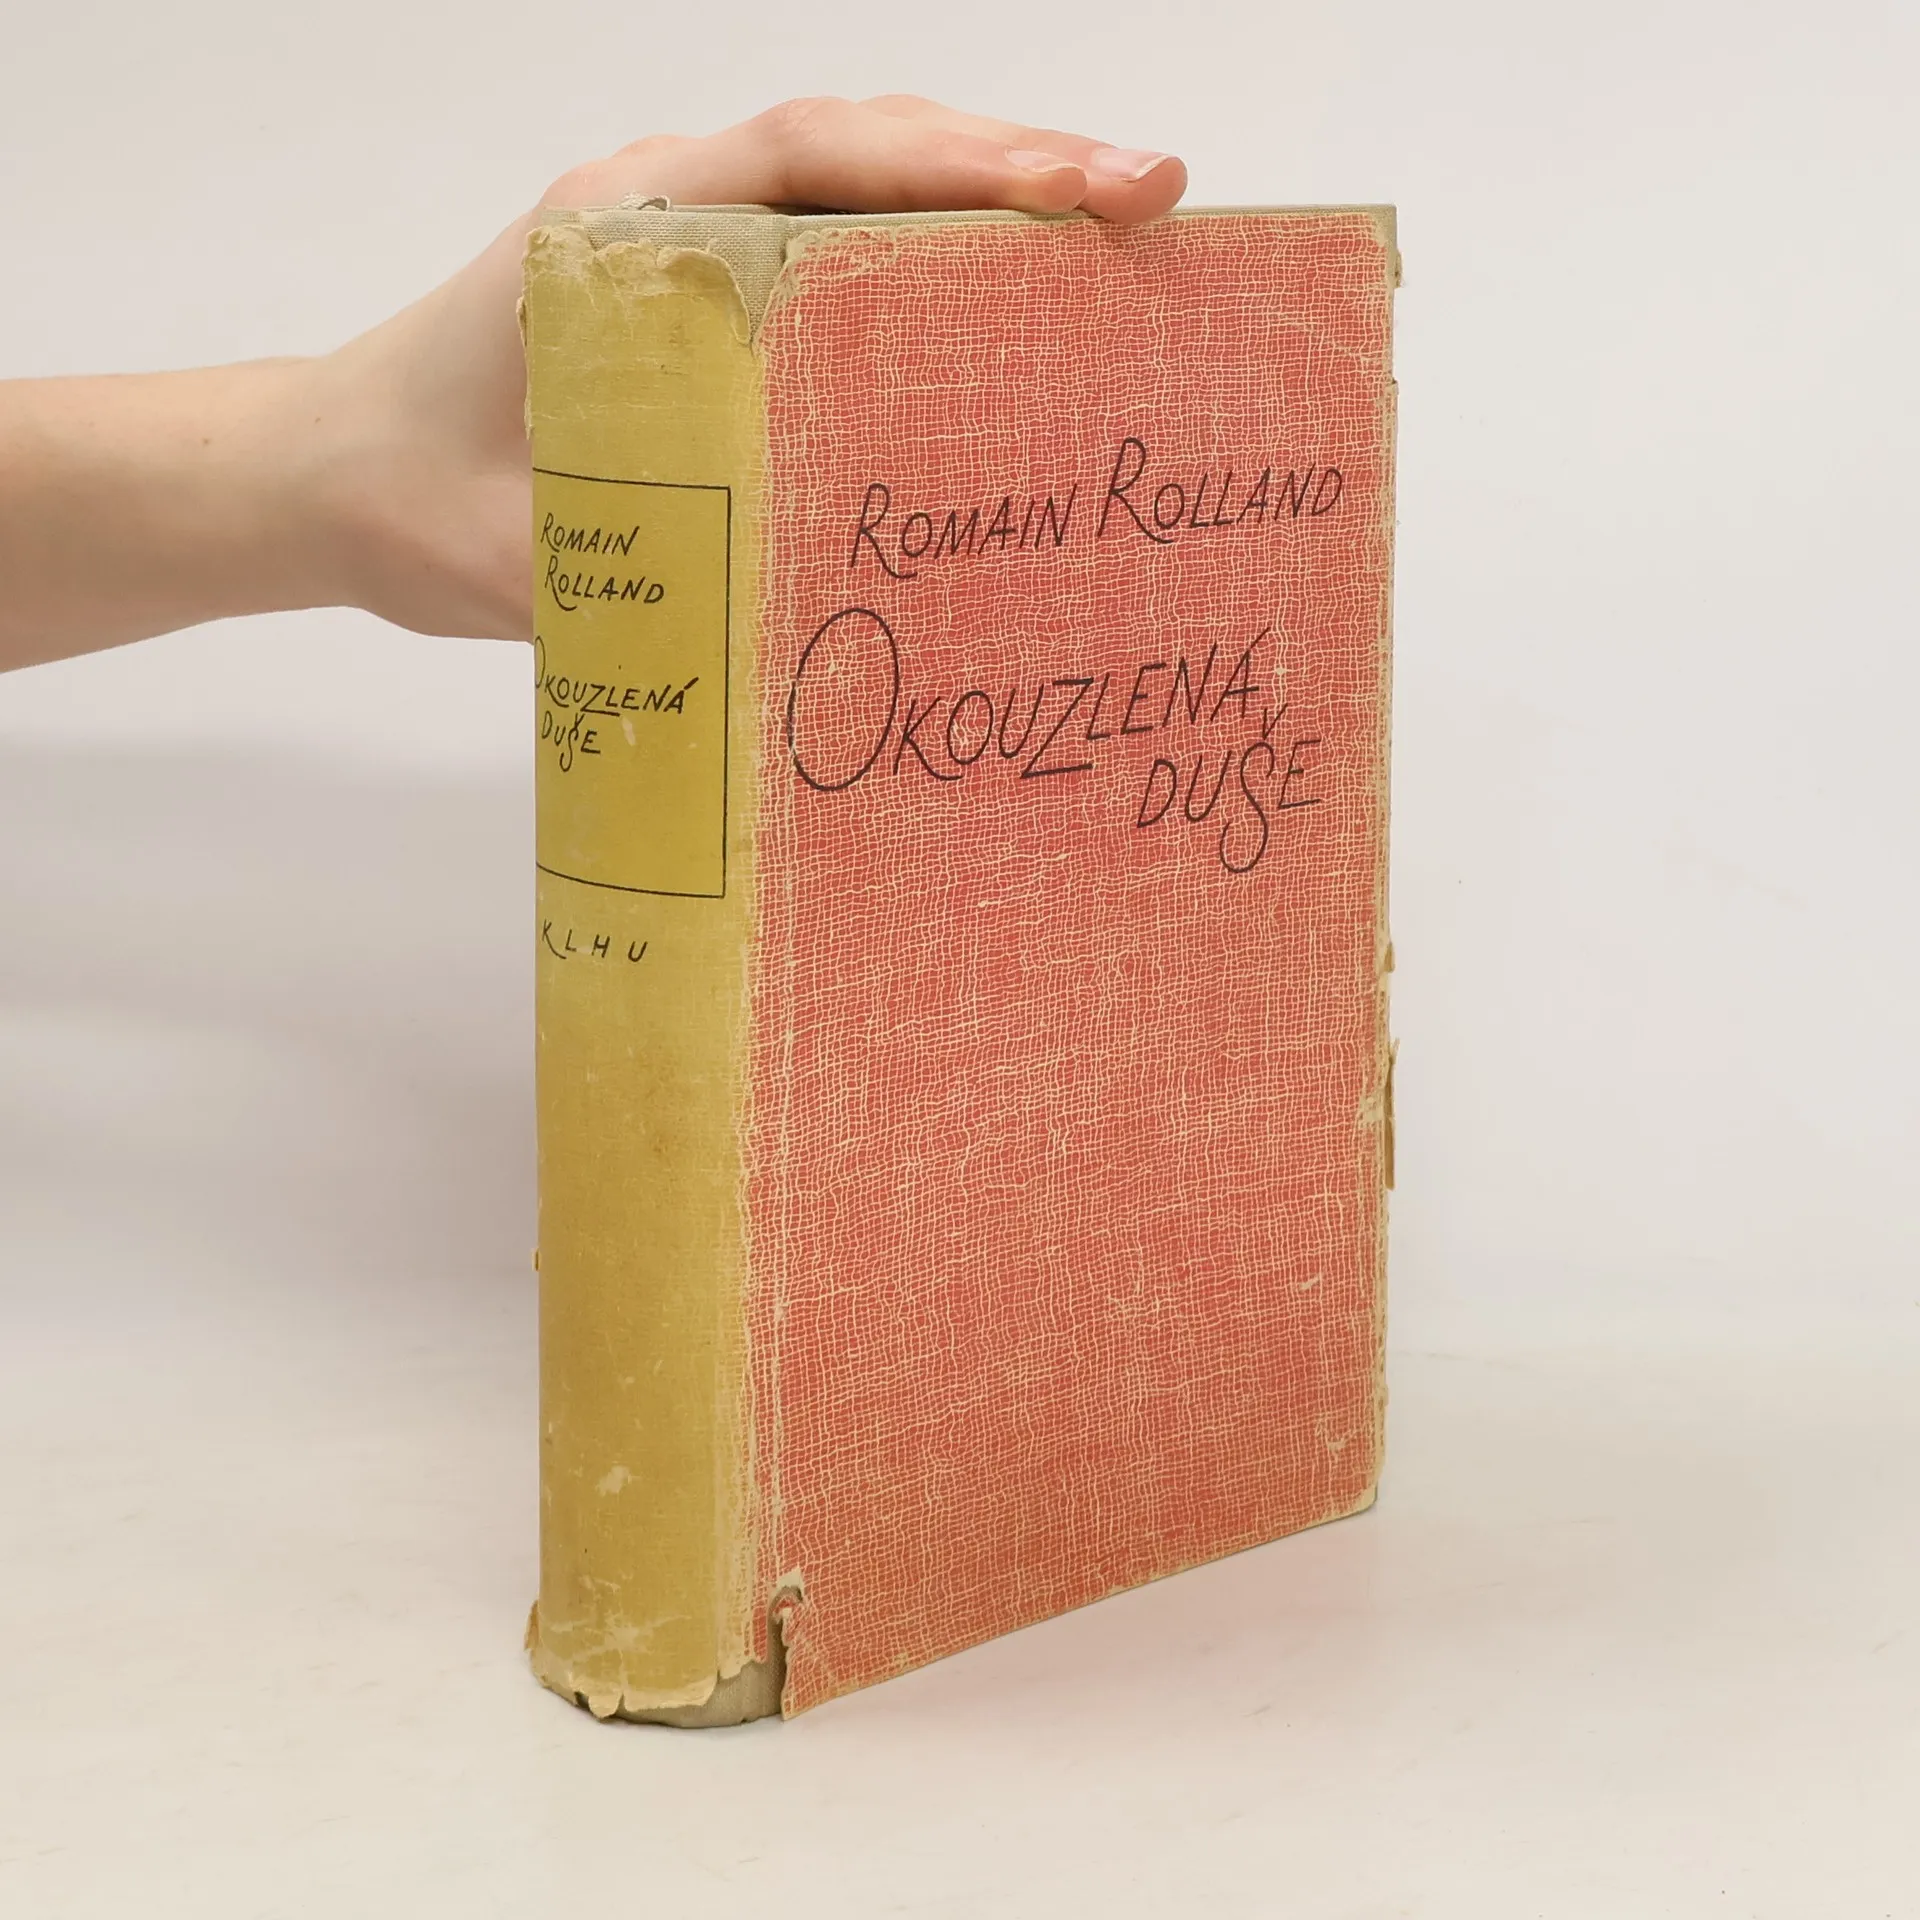 ROMAIN
ROLLAND
OKOUZLENÁ
DUŠE
KLHU
ROMAIN ROLLAND
OKOUZLENÁ
DUŠE